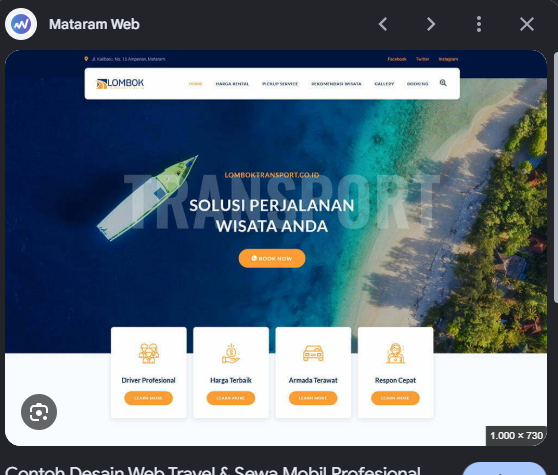 Mataram Web
Jl. Kalibaru No. 15 Ampenan, Mataram
Facebook Twitter Instagram
LOMBOK
HOME HARGA RENTAL PICKUP SERVICE REKOMENDASI WISATA GALLERY BOOKING
TRANSPORT
LOMBOKTRANSPORT.CO.ID
SOLUSI PERJALANAN
WISATA ANDA
BOOK NOW
Driver Profesional Harga Terbaik Armada Terawat Respon Cepat
LEARN MORE LEARN MORE LEARN MORE LEARN MORE
1.000 × 730
Contoh Desain Web Travel & Sewa Mobil Profesional